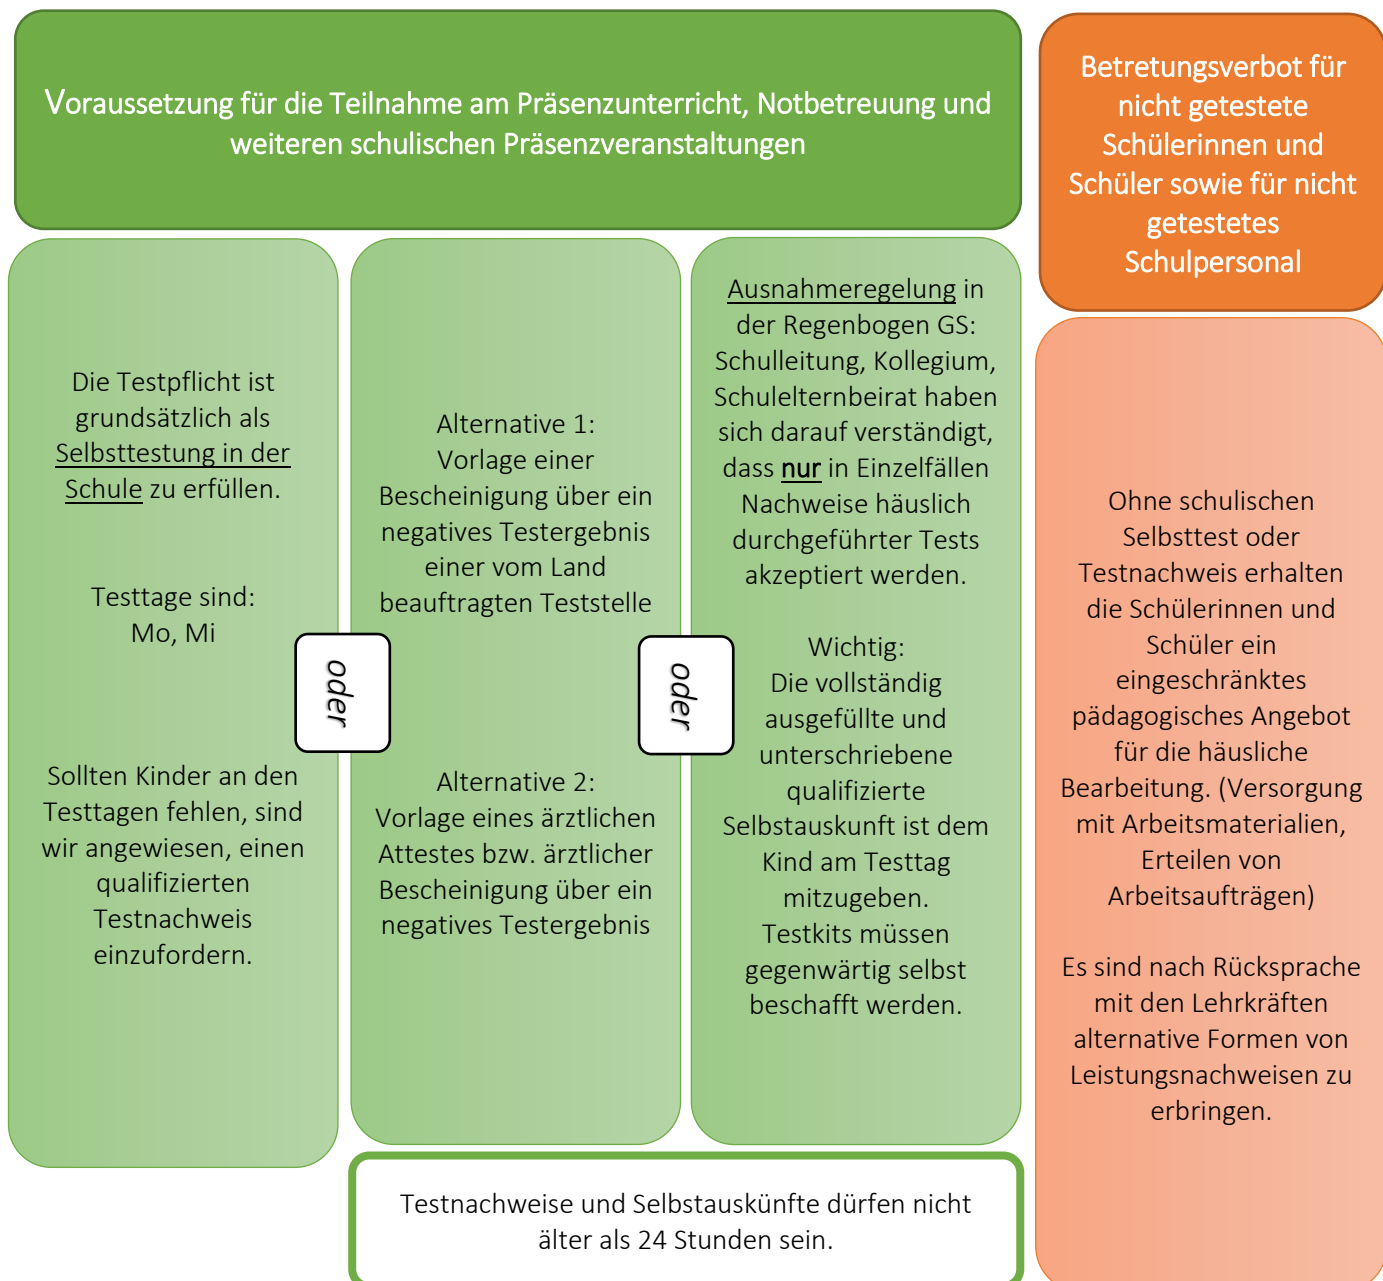 Voraussetzung für die Teilnahme am Präsenzunterricht, Notbetreuung und
weiteren schulischen Präsenzveranstaltungen
Betretungsverbot für
nicht getestete
Schülerinnen und
Schüler sowie für nicht
getestetes
Schulpersonal
Die Testpflicht ist
grundsätzlich als
Selbsttestung in der
Schule zu erfüllen.
Testtage sind:
Mo, Mi
Sollten Kinder an den
Testtagen fehlen, sind
wir angewiesen, einen
qualifizierten
Testnachweis
einzufordern.
oder
Alternative 1:
Vorlage einer
Bescheinigung über ein
negatives Testergebnis
einer vom Land
beauftragten Teststelle
Alternative 2:
Vorlage eines ärztlichen
Attestes bzw. ärztlicher
Bescheinigung über ein
negatives Testergebnis
oder
Ausnahmeregelung in
der Regenbogen GS:
Schulleitung, Kollegium,
Schulelternbeirat haben
sich darauf verständigt,
dass nur in Einzelfällen
Nachweise häuslich
durchgeführter Tests
akzeptiert werden.
Wichtig:
Die vollständig
ausgefüllte und
unterschriebene
qualifizierte
Selbstauskunft ist dem
Kind am Testtag
mitzugeben.
Testkits müssen
gegenwärtig selbst
beschafft werden.
Testnachweise und Selbstauskünfte dürfen nicht
älter als 24 Stunden sein.
Ohne schulischen
Selbsttest oder
Testnachweis erhalten
die Schülerinnen und
Schüler ein
eingeschränktes
pädagogisches Angebot
für die häusliche
Bearbeitung. (Versorgung
mit Arbeitsmaterialien,
Erteilen von
Arbeitsaufträgen)
Es sind nach Rücksprache
mit den Lehrkräften
alternative Formen von
Leistungsnachweisen zu
erbringen.